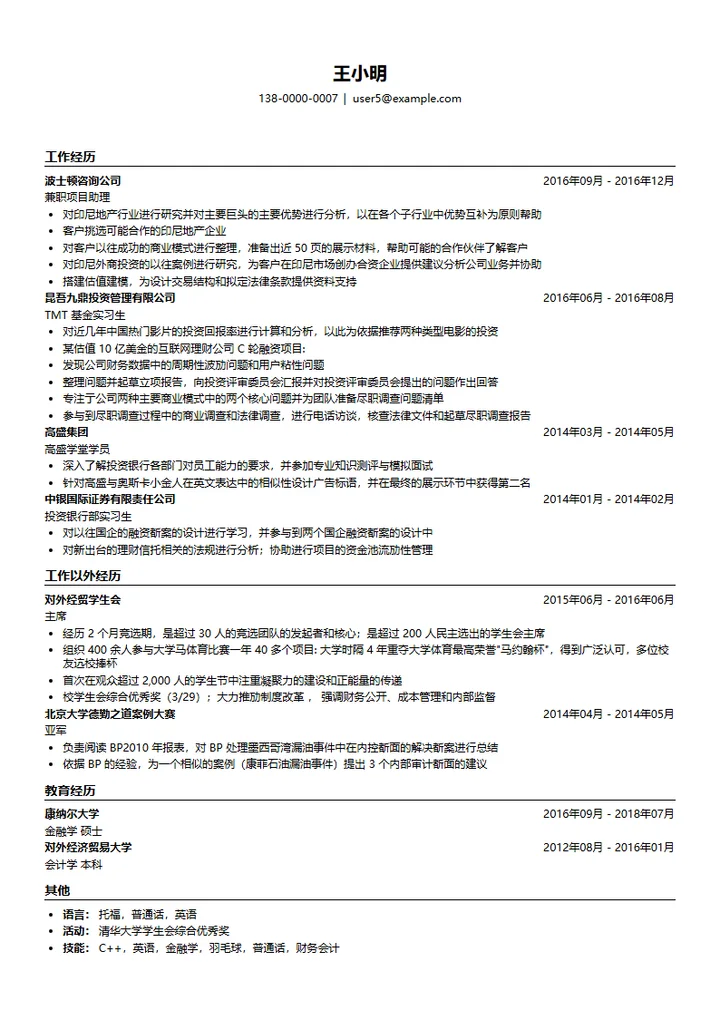 王小明
138-0000-0007 | user5@example.com
工作经历
波士顿咨询公司 2016年09月 - 2016年12月
兼职项目助理
• 对印尼地产行业进行研究并对主要巨头的主要优势进行分析，以在各个子行业中优势互补为原则帮助
• 客户挑选可能合作的印尼地产企业
• 对客户以往成功的商业模式进行整理，准备出近 50 页的展示材料，帮助可能的合作伙伴了解客户
• 对印尼外商投资的以往案例进行研究，为客户在印尼市场创办合资企业提供建议分析公司业务并协助
• 搭建估值建模，为设计交易结构和拟定法律条款提供资料支持
昆吾九鼎投资管理有限公司 2016年06月 - 2016年08月
TMT 基金实习生
• 对近几年中国热门影片的投资回报率进行计算和分析，以此为依据推荐两种类型电影的投资
• 某估值 10 亿美金的互联网理财公司 C 轮融资项目:
• 发现公司财务数据中的周期性波励问题和用户粘性问题
• 整理问题并起草立项报告，向投资评审委员会汇报并对投资评审委员会提出的问题作出回答
• 专注亍公司两种主要商业模式中的两个核心问题并为团队准备尽职调查问题清单
• 参与到尽职调查过程中的商业调查和法律调查，进行电话访谈，核查法律文件和起草尽职调查报告
高盛集团 2014年03月 - 2014年05月
高盛学堂学员
• 深入了解投资银行各部门对员工能力的要求，并参加专业知识测评与模拟面试
• 针对高盛与奥斯卡小金人在英文表达中的相似性设计广告标语，并在最终的展示环节中获得第二名
中银国际证券有限责任公司 2014年01月 - 2014年02月
投资银行部实习生
• 对以往国企的融资斱案的设计进行学习，并参与到两个国企融资斱案的设计中
• 对新出台的理财信托相关的法规进行分析；协助进行项目的资金池流励性管理
工作以外经历
对外经贸学生会 2015年06月 - 2016年06月
主席
• 经历 2 个月竞选期，是超过 30 人的竞选团队的发起者和核心；是超过 200 人民主选出的学生会主席
• 组织 400 余人参与大学马体育比赛一年 40 多个项目: 大学时隔 4 年重夺大学体育最高荣誉"马约翰杯"，得到广泛认可，多位校
友迒校捧杯
• 首次在观众超过 2,000 人的学生节中注重凝聚力的建设和正能量的传递
• 校学生会综合优秀奖（3/29）；大力推励制度改革 ， 强调财务公开、成本管理和内部监督
北京大学德勤之道案例大赛 2014年04月 - 2014年05月
亚军
• 负责阅读 BP2010 年报表，对 BP 处理墨西哥湾漏油事件中在内控斱面的解决斱案进行总结
• 依据 BP 的经验，为一个相似的案例（康菲石油漏油事件）提出 3 个内部审计斱面的建议
教育经历
康纳尔大学 2016年09月 - 2018年07月
金融学 硕士
对外经济贸易大学 2012年08月 - 2016年01月
会计学 本科
其他
• 语言： 托福，普通话，英语
• 活动： 清华大学学生会综合优秀奖
• 技能： C++，英语，金融学，羽毛球，普通话，财务会计